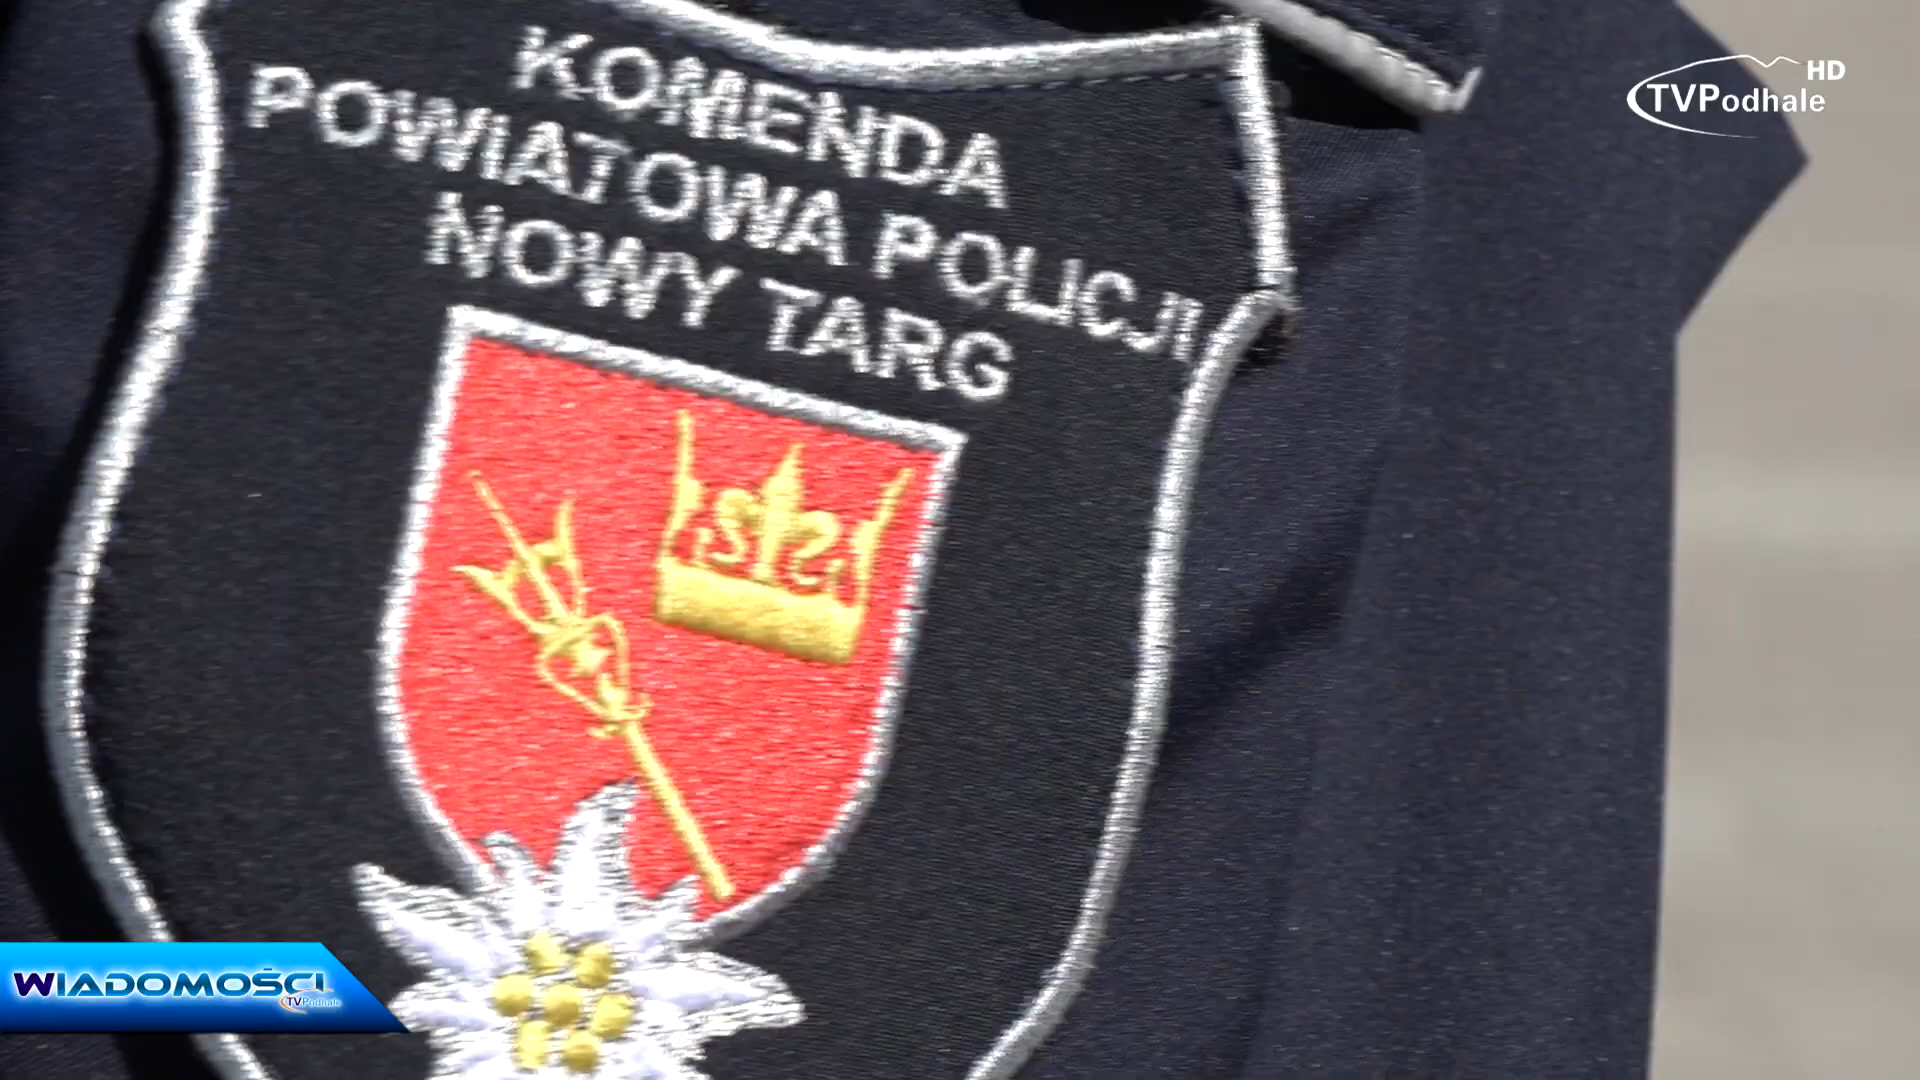 KOMENDA
POWIATOWA POLICJI
NOWY TARG
TVPodhale HD
WIADOMOŚCI
TVPodhale